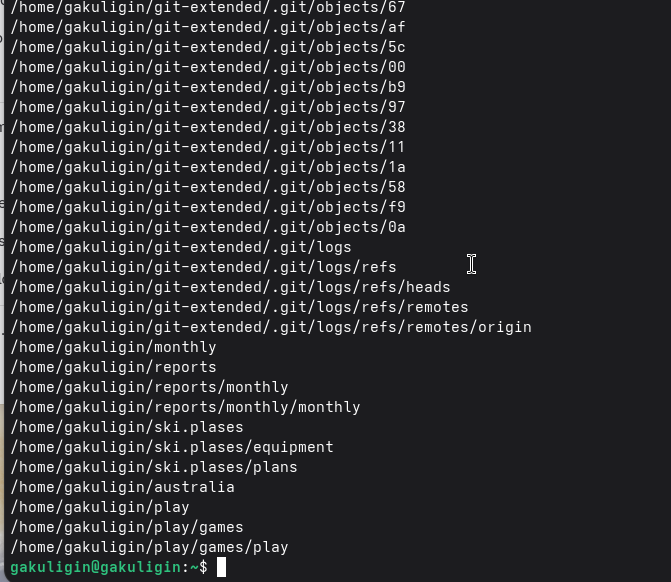 /home/gakuligin/git-extended/.git/objects/67
/home/gakuligin/git-extended/.git/objects/af
/home/gakuligin/git-extended/.git/objects/5c
/home/gakuligin/git-extended/.git/objects/00
/home/gakuligin/git-extended/.git/objects/b9
/home/gakuligin/git-extended/.git/objects/97
/home/gakuligin/git-extended/.git/objects/38
/home/gakuligin/git-extended/.git/objects/11
/home/gakuligin/git-extended/.git/objects/1a
/home/gakuligin/git-extended/.git/objects/58
/home/gakuligin/git-extended/.git/objects/f9
/home/gakuligin/git-extended/.git/objects/0a
/home/gakuligin/git-extended/.git/logs
/home/gakuligin/git-extended/.git/logs/refs
/home/gakuligin/git-extended/.git/logs/refs/heads
/home/gakuligin/git-extended/.git/logs/refs/remotes
/home/gakuligin/git-extended/.git/logs/refs/remotes/origin
/home/gakuligin/monthly
/home/gakuligin/reports
/home/gakuligin/reports/monthly
/home/gakuligin/reports/monthly/monthly
/home/gakuligin/ski.plases
/home/gakuligin/ski.plases/equipment
/home/gakuligin/ski.plases/plans
/home/gakuligin/australia
/home/gakuligin/play
/home/gakuligin/play/games
/home/gakuligin/play/games/play
gakuligin@gakuligin:~$